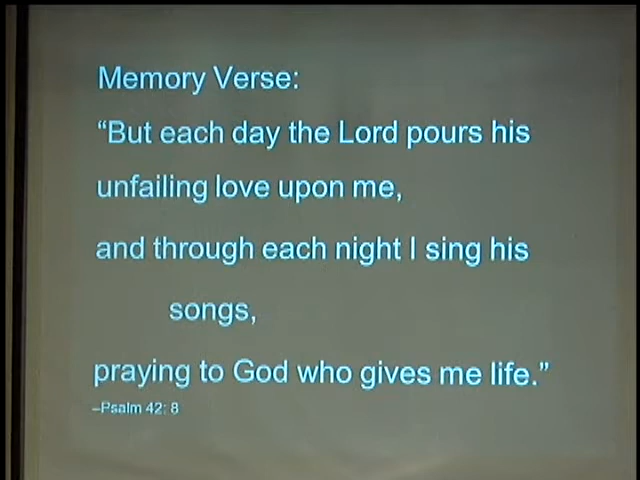 Memory Verse:
“But each day the Lord pours his
unfailing love upon me,
and through each night I sing his
songs,
praying to God who gives me life.”
–Psalm 42: 8